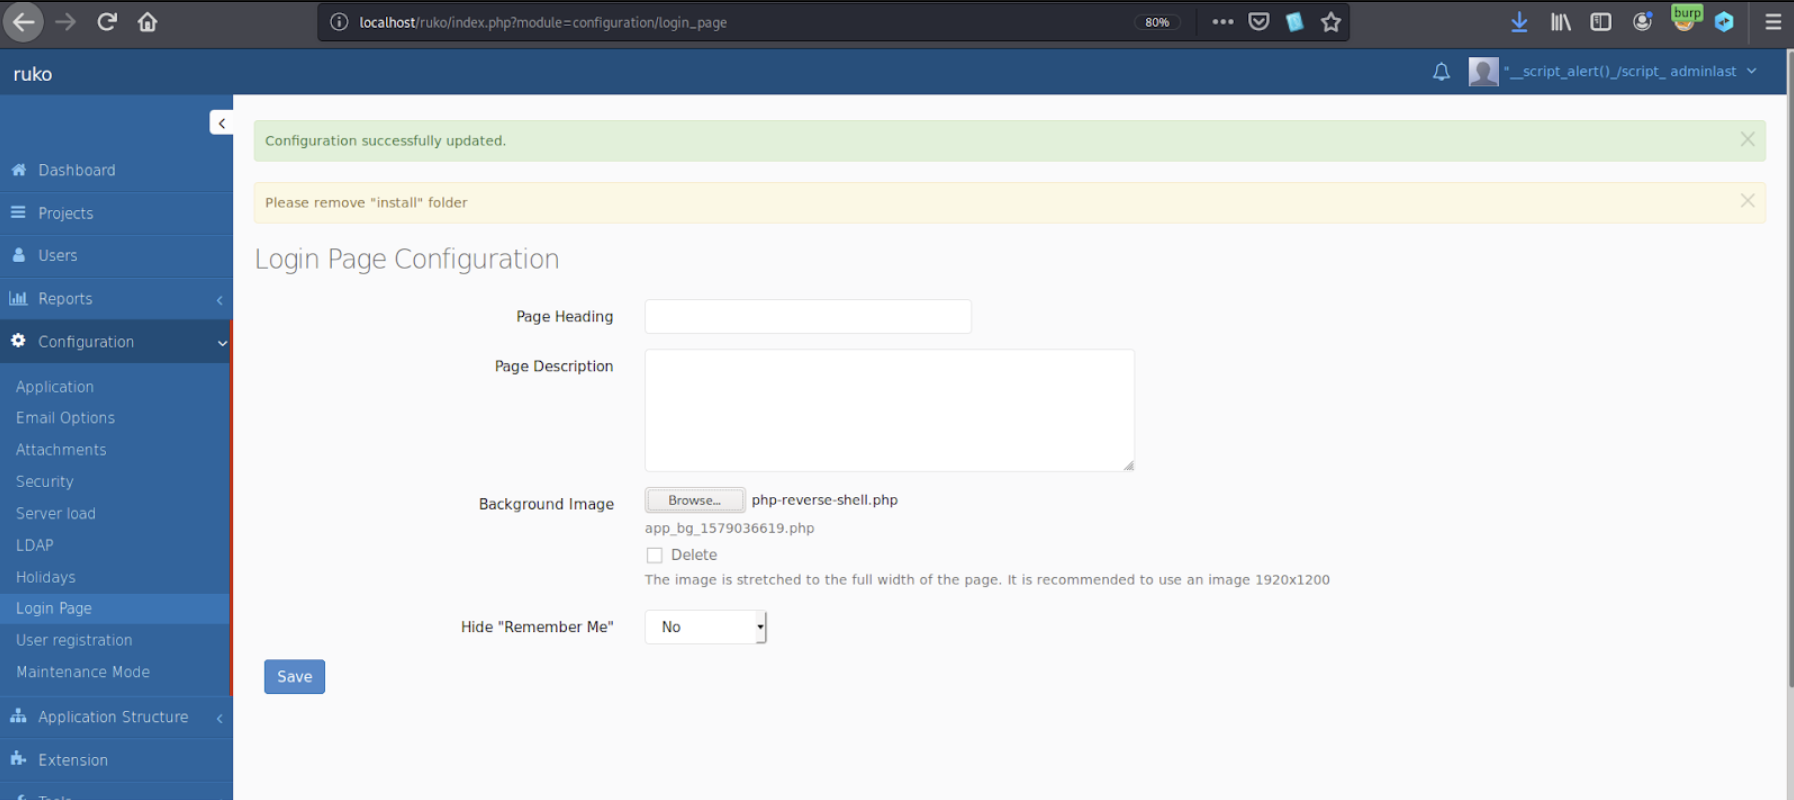 localhost/ruko/index.php?module=configuration/login_page
80%
burp
ruko
"__script_alert()_/script_ adminlast
Configuration successfully updated.
Dashboard
Please remove "install" folder
Projects
Users
Login Page Configuration
Reports
Page Heading
Configuration
Page Description
Application
Email Options
Attachments
Security
Background Image
Browse...
php-reverse-shell.php
Server load
app_bg_1579036619.php
LDAP
Delete
Holidays
The image is stretched to the full width of the page. It is recommended to use an image 1920x1200
Login Page
Hide "Remember Me"
No
User registration
Maintenance Mode
Save
Application Structure
Extension
Tools